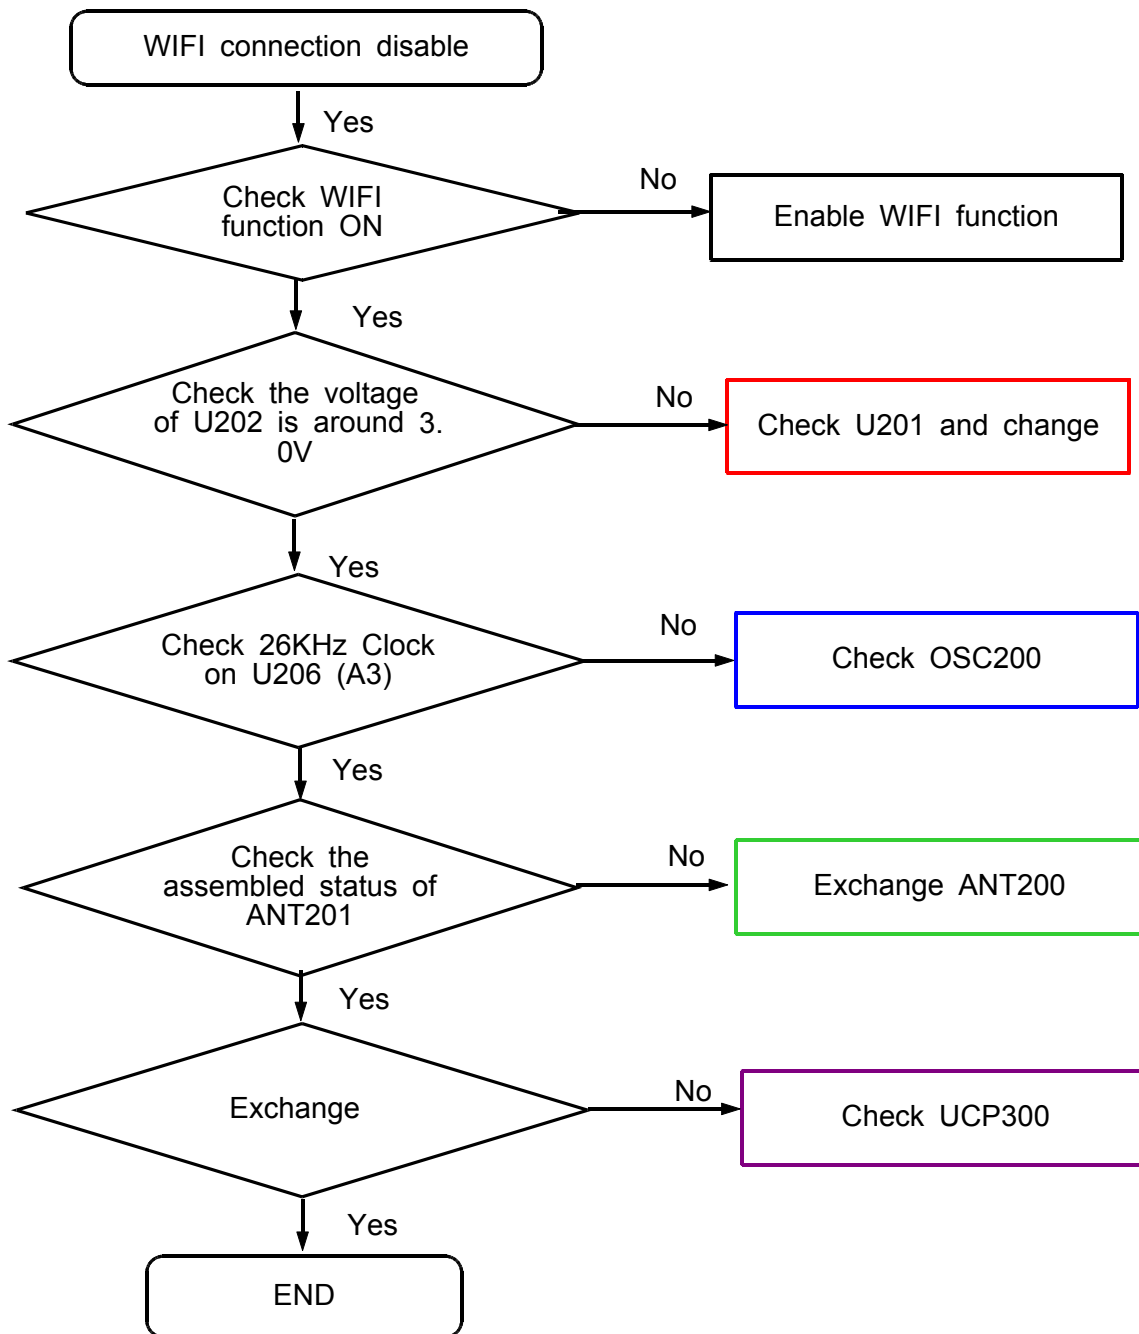 WIFI connection disable
Yes
Check WIFI
function ON
No
Enable WIFI function
Yes
Check the voltage
of U202 is around 3.
0V
No
Check U201 and change
Yes
Check 26KHz Clock
on U206 (A3)
No
Check OSC200
Yes
Check the
assembled status of
ANT201
No
Exchange ANT200
Yes
Exchange
No
Check UCP300
Yes
END